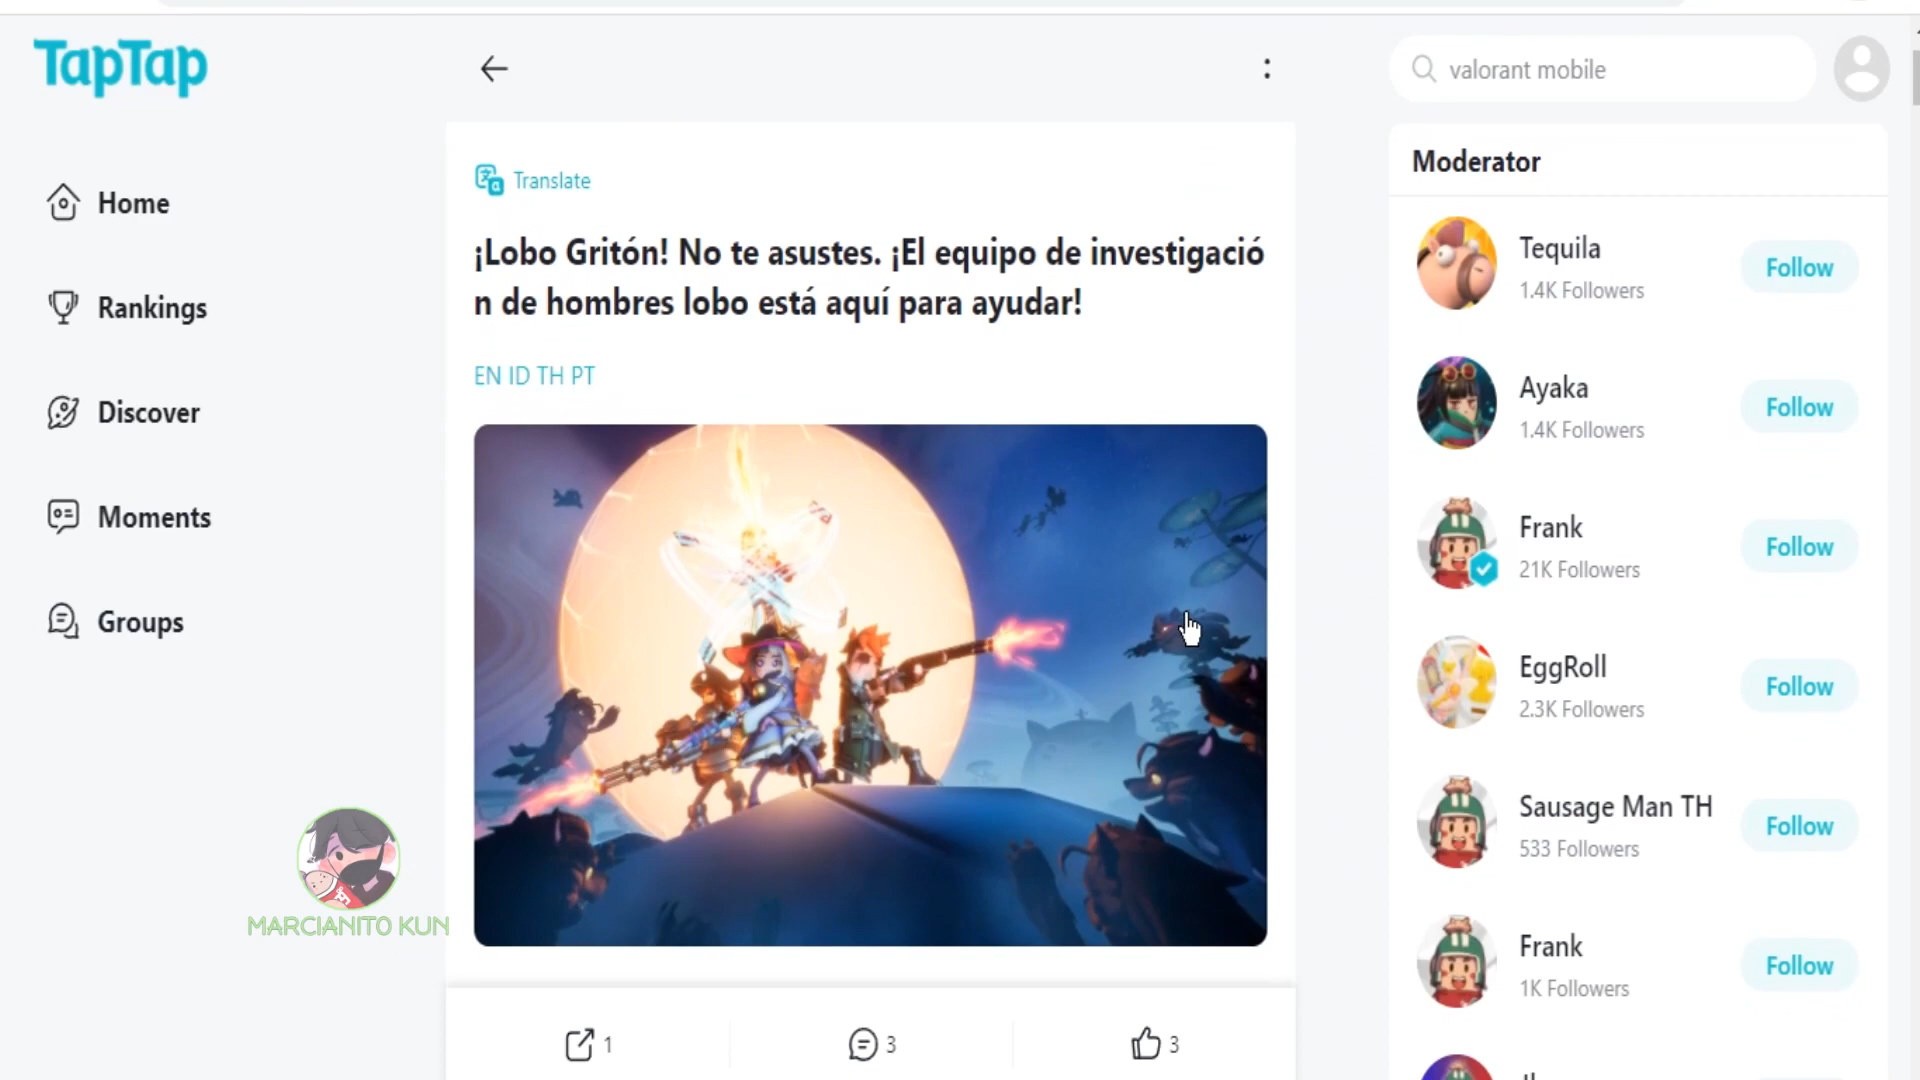 TapTap
valorant mobile
Home
Rankings
Discover
Moments
Groups
Translate
¡Lobo Gritón! No te asustes. ¡El equipo de investigació
n de hombres lobo está aquí para ayudar!
EN ID TH PT
MARCIANITO KUN
1
3
3
Moderator
Tequila
1.4K Followers
Follow
Ayaka
1.4K Followers
Follow
Frank
21K Followers
Follow
EggRoll
2.3K Followers
Follow
Sausage Man TH
533 Followers
Follow
Frank
1K Followers
Follow